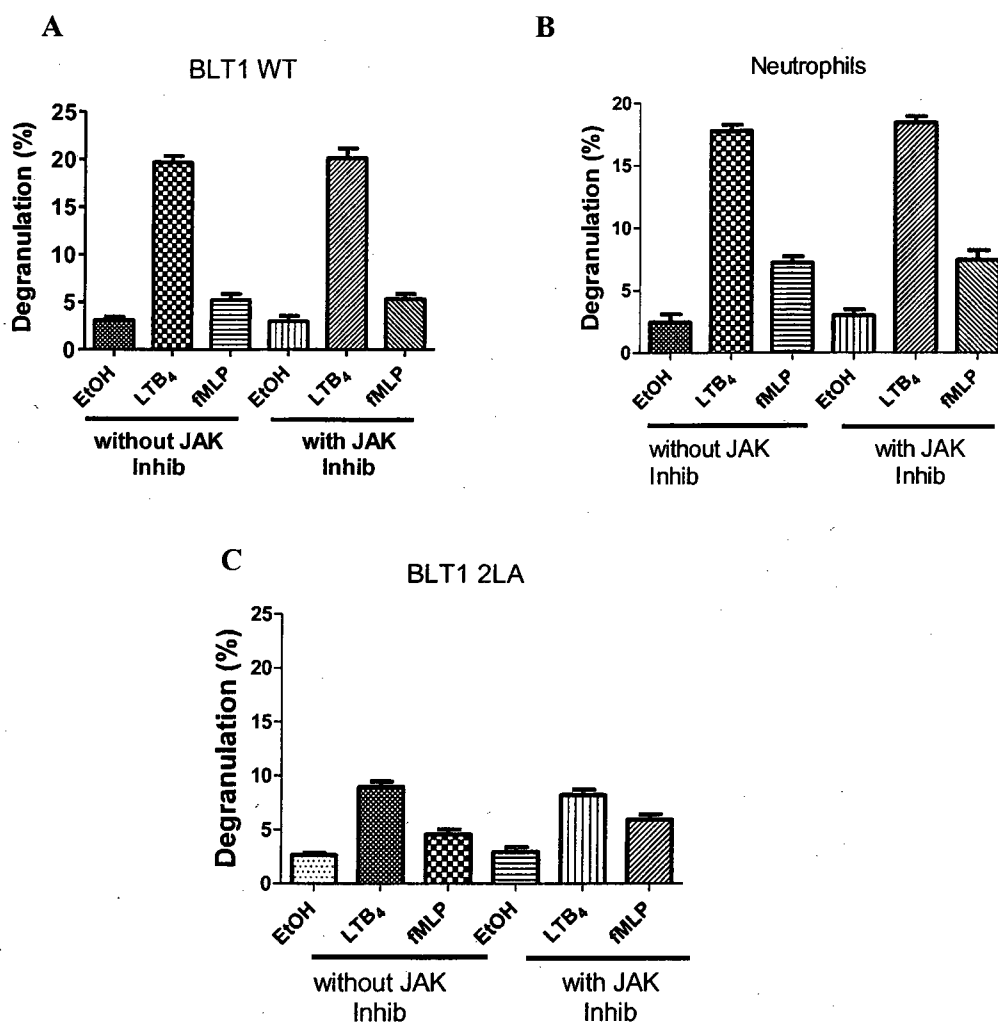 A
BLT1 WT
Degranulation (%)
25
20
15
10
5
0
EtOH
LTB4
fMLP
EtOH
LTB4
fMLP
without JAK
Inhib
with JAK
Inhib
B
Neutrophils
Degranulation (%)
20
15
10
5
0
EtOH
LTB4
fMLP
EtOH
LTB4
fMLP
without JAK
Inhib
with JAK
Inhib
C
BLT1 2LA
Degranulation (%)
25
20
15
10
5
0
EtOH
LTB4
fMLP
EtOH
LTB4
fMLP
without JAK
Inhib
with JAK
Inhib